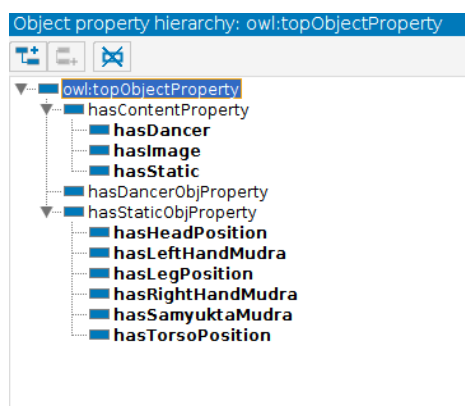 Object property hierarchy: owl:topObjectProperty
owl:topObjectProperty
hasContentProperty
hasDancer
hasImage
hasStatic
hasDancerObjProperty
hasStaticObjProperty
hasHeadPosition
hasLeftHandMudra
hasLegPosition
hasRightHandMudra
hasSamyuktaMudra
hasTorsoPosition